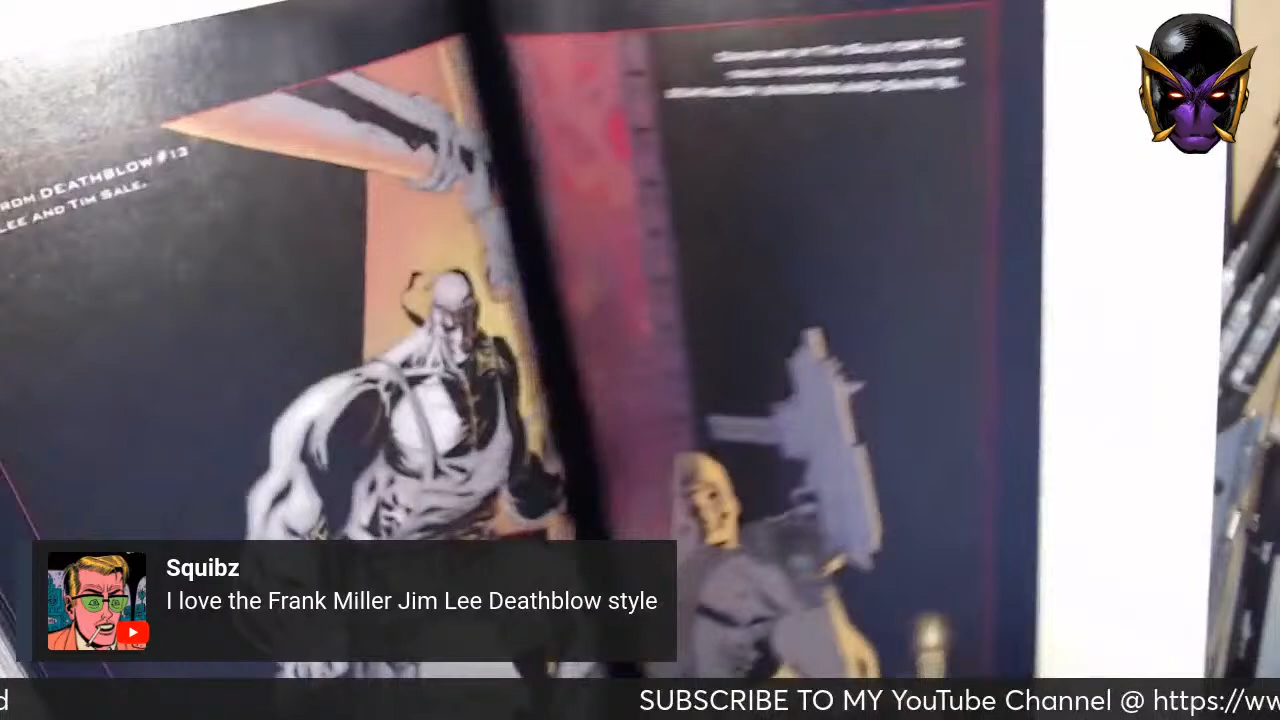 ROM DEATHBLOW #13
LEE AND TIM SALE.
Squibz
I love the Frank Miller Jim Lee Deathblow style
d
SUBSCRIBE TO MY YouTube Channel @ https://ww